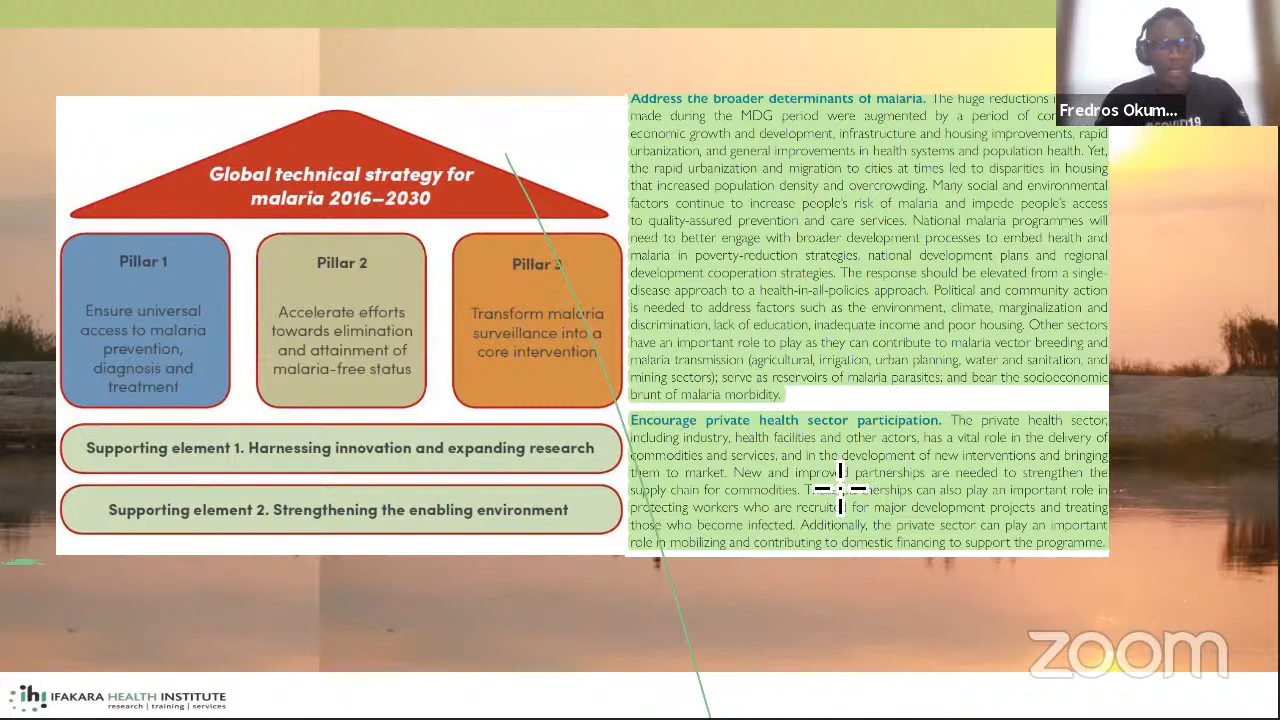 Global technical strategy for
malaria 2016–2030
Pillar 1
Ensure universal
access to malaria
prevention,
diagnosis and
treatment
Pillar 2
Accelerate efforts
towards elimination
and attainment of
malaria-free status
Pillar 3
Transform malaria
surveillance into a
core intervention
Supporting element 1. Harnessing innovation and expanding research
Supporting element 2. Strengthening the enabling environment
Address the broader determinants of malaria. The huge reductions
made during the MDG period were augmented by a period of
economic growth and development, infrastructure and housing improvements, rapid
urbanization, and general improvements in health systems and population health. Yet,
the rapid urbanization and migration to cities at times led to disparities in housing
that increased population density and overcrowding. Many social and environmental
factors continue to increase people's risk of malaria and impede people's access
to quality-assured prevention and care services. National malaria programmes will
need to better engage with broader development processes to embed health and
malaria in poverty-reduction strategies, national development plans and regional
development cooperation strategies. The response should be elevated from a single-
disease approach to a health-in-all-policies approach. Political and community action
is needed to address factors such as the environment, climate, marginalization and
discrimination, lack of education, inadequate income and poor housing. Other sectors
have an important role to play as they can contribute to malaria vector breeding and
malaria transmission (agricultural, irrigation, urban planning, water and sanitation, and
mining sectors); serve as reservoirs of malaria parasites; and bear the socioeconomic
brunt of malaria morbidity.
Encourage private health sector participation. The private health sector,
including industry, health facilities and other actors, has a vital role in the delivery of
commodities and services, and in the development of new interventions and bringing
them to market. New and improved partnerships are needed to strengthen the
supply chain for commodities. can also play an important role in
protecting workers who are recruited for major development projects and treating
those who become infected. Additionally, the private sector can play an important
role in mobilizing and contributing to domestic financing to support the programme.
Fredros Okum...
zoom
ihi IFAKARA HEALTH INSTITUTE
research | training | services